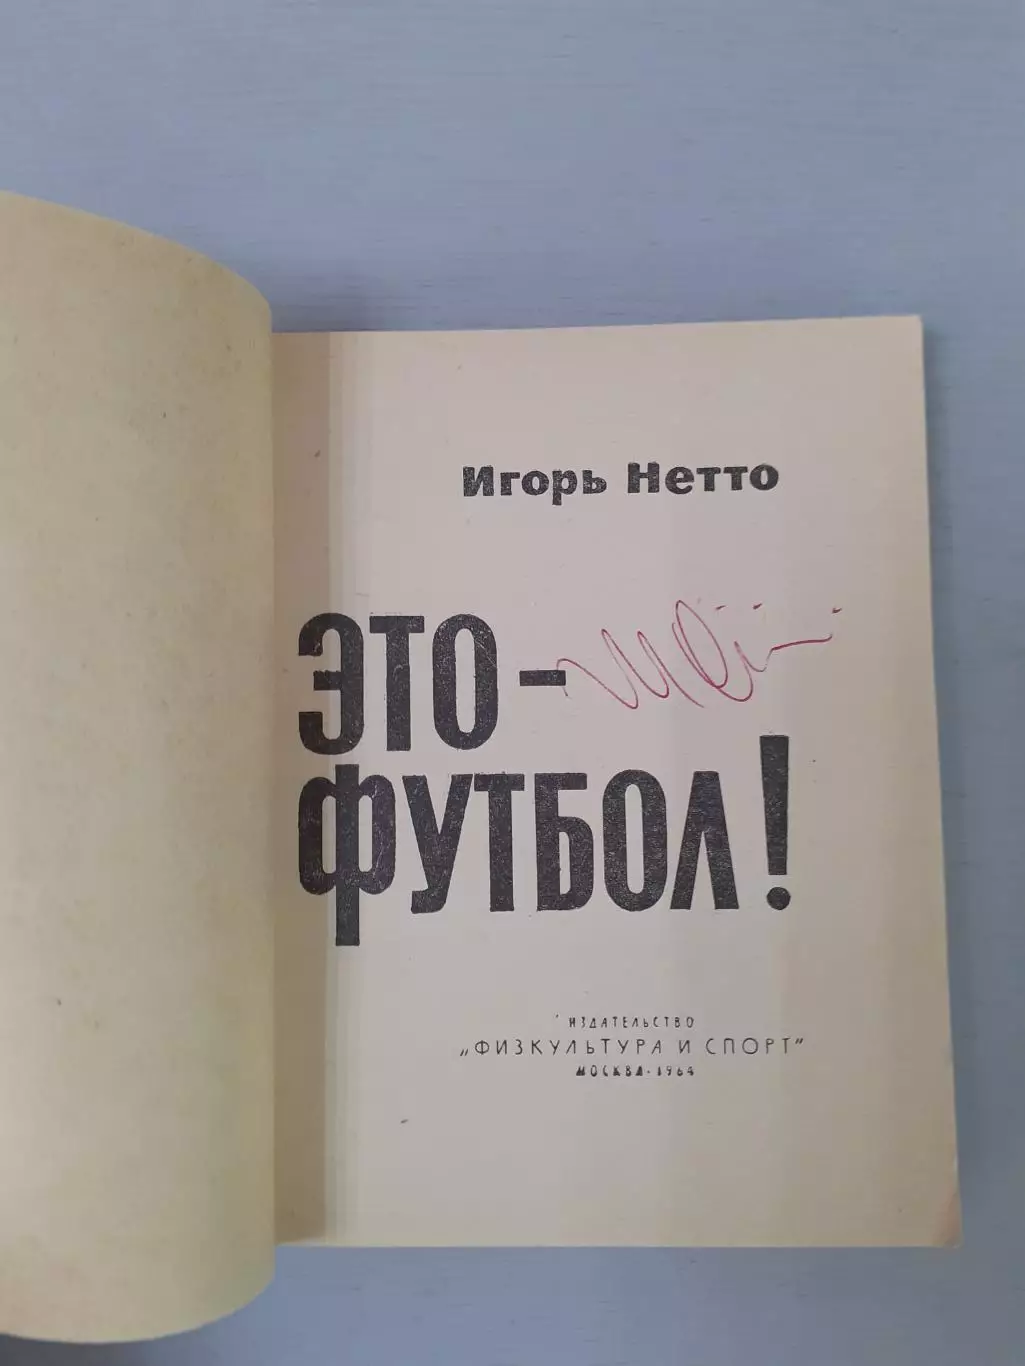 Игорь Нетто
ЭТО –
ФУТБОЛ!
ИЗДАТЕЛЬСТВО
„ФИЗКУЛЬТУРА И СПОРТ”
МОСКВА · 1964